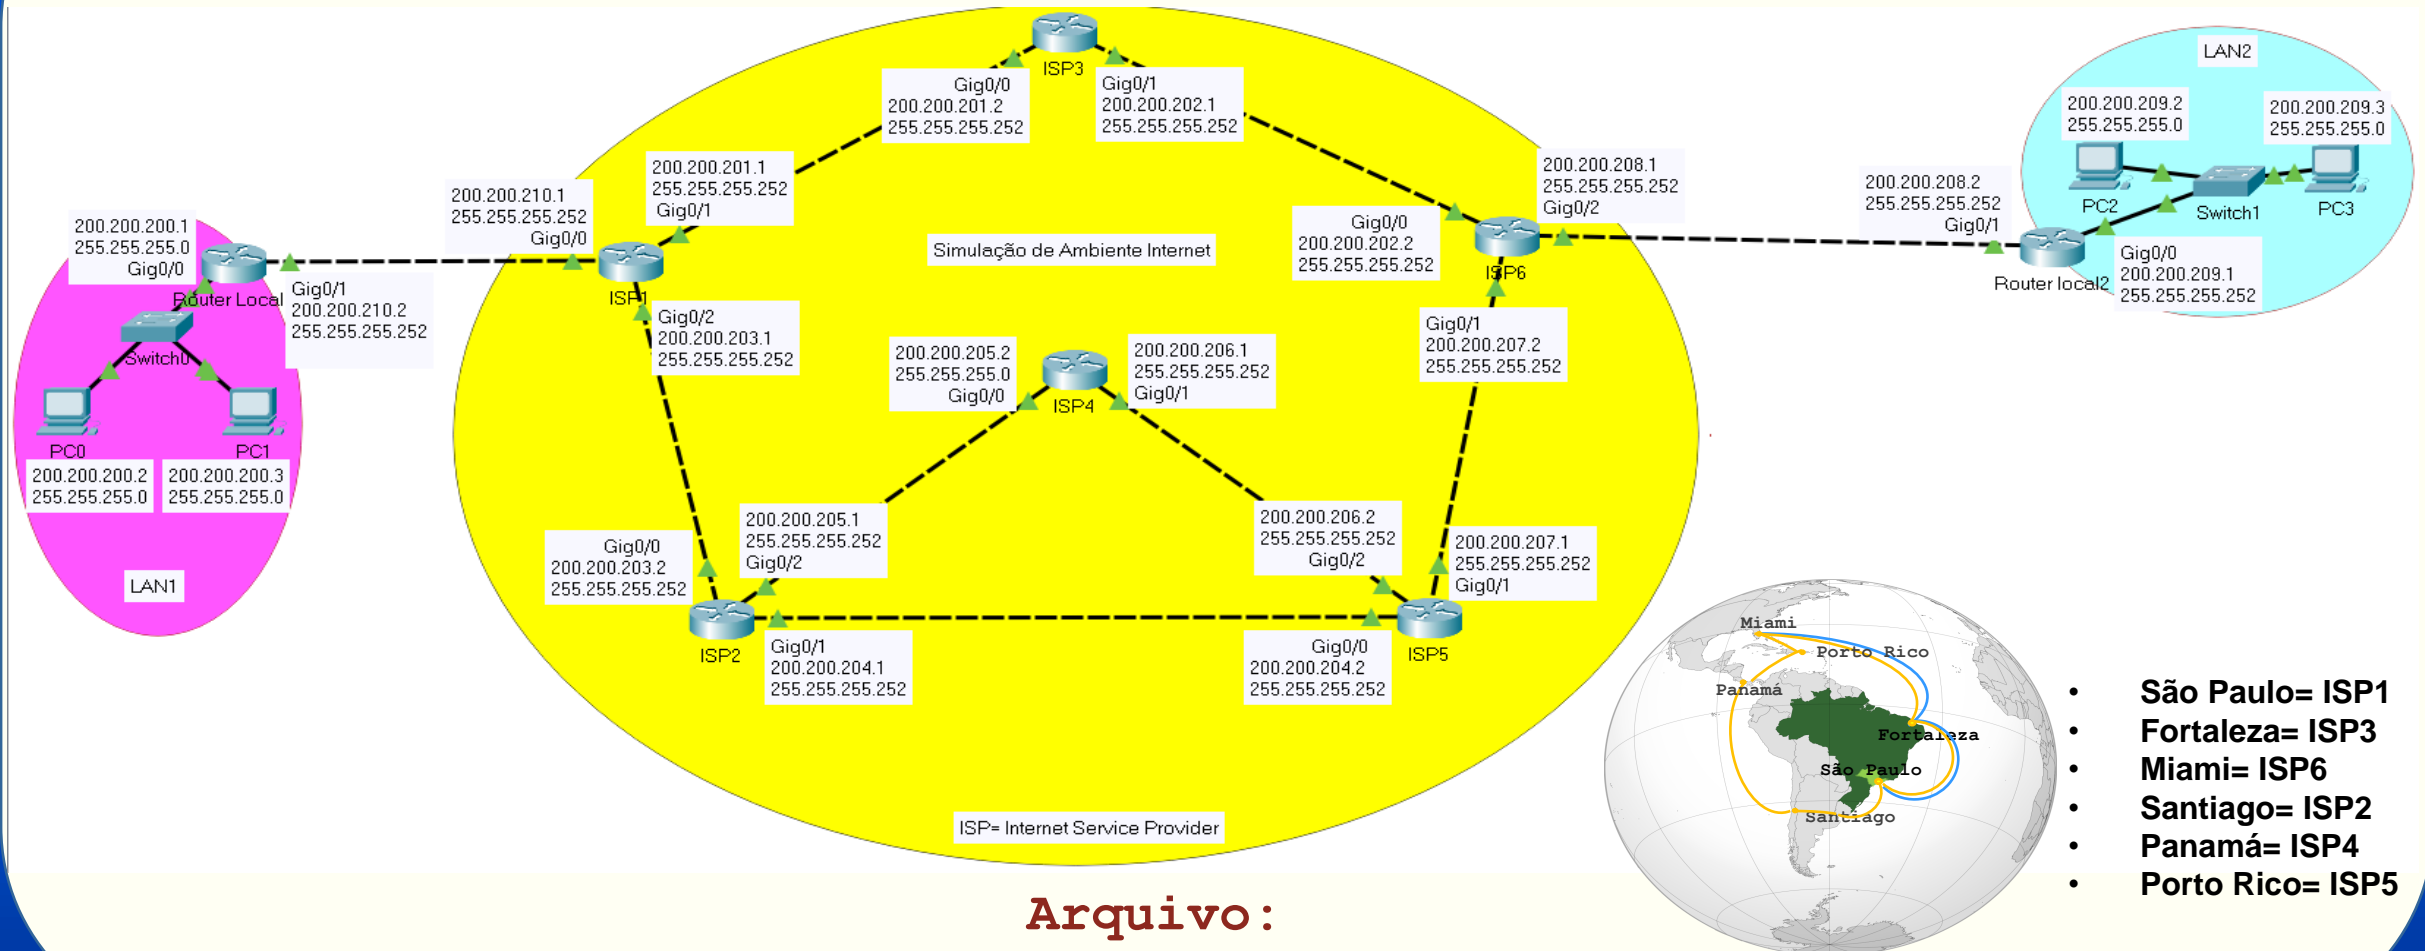 ISP3
Gig0/0
200.200.201.2
255.255.255.252
Gig0/1
200.200.202.1
255.255.255.252
LAN2
200.200.209.2
255.255.255.0
200.200.209.3
255.255.255.0
PC2
Switch1
PC3
200.200.201.1
255.255.255.252
Gig0/1
200.200.210.1
255.255.255.252
Gig0/0
200.200.200.1
255.255.255.0
Gig0/0
Router Local
Gig0/1
200.200.210.2
255.255.255.252
Switch0
PC0
PC1
200.200.200.2
255.255.255.0
200.200.200.3
255.255.255.0
LAN1
ISP1
Gig0/2
200.200.203.1
255.255.255.252
Simulação de Ambiente Internet
200.200.208.1
255.255.255.252
Gig0/2
Gig0/0
200.200.202.2
255.255.255.252
ISP6
Gig0/1
200.200.207.2
255.255.255.252
200.200.208.2
255.255.255.252
Gig0/1
Router local2
Gig0/0
200.200.209.1
255.255.255.252
200.200.205.2
255.255.255.0
Gig0/0
ISP4
200.200.206.1
255.255.255.252
Gig0/1
Gig0/0
200.200.203.2
255.255.255.252
200.200.205.1
255.255.255.252
Gig0/2
ISP2
Gig0/1
200.200.204.1
255.255.255.252
200.200.206.2
255.255.255.252
Gig0/2
200.200.207.1
255.255.255.252
Gig0/1
Gig0/0
200.200.204.2
255.255.255.252
ISP5
ISP= Internet Service Provider
Miami
Porto Rico
Panamá
Fortaleza
São Paulo
Santiago
• São Paulo= ISP1
• Fortaleza= ISP3
• Miami= ISP6
• Santiago= ISP2
• Panamá= ISP4
• Porto Rico= ISP5
Arquivo: